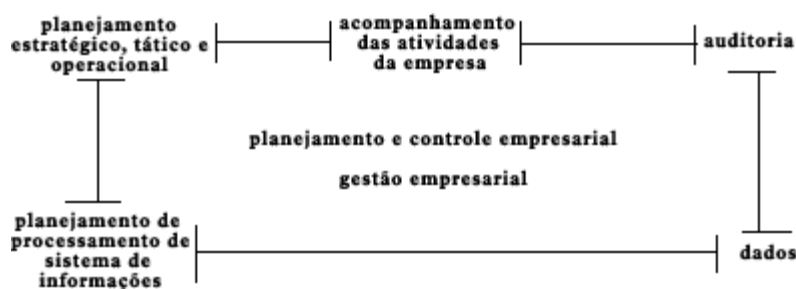 planejamento
estratégico, tático e
operacional
acompanhamento
das atividades
da empresa
auditoria
planejamento e controle empresarial
gestão empresarial
planejamento de
processamento de
sistema de
informações
dados